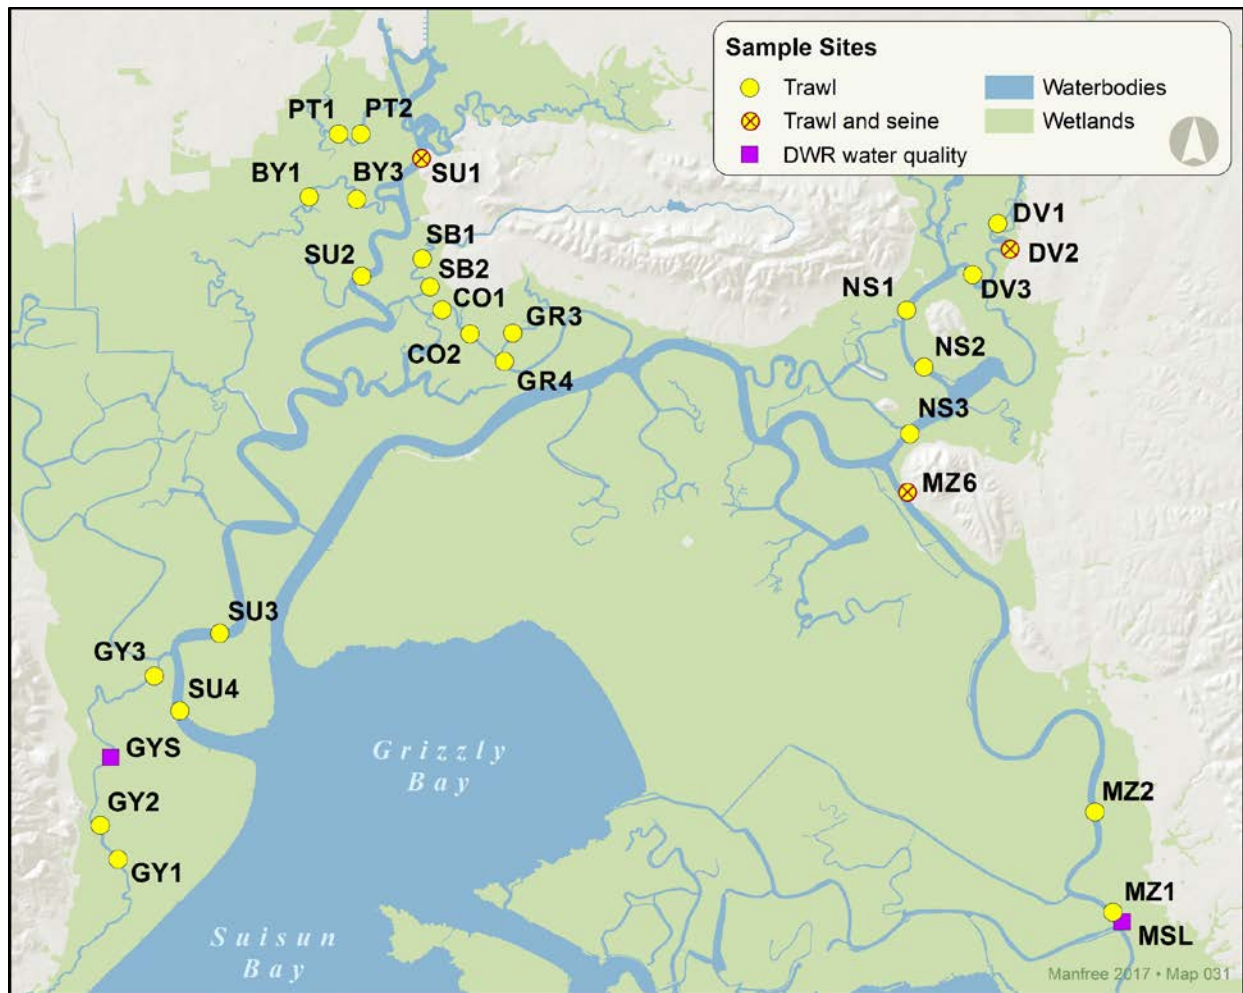 Sample Sites
Trawl
Trawl and seine
DWR water quality
Waterbodies
Wetlands
PT1
PT2
SU1
BY1
BY3
SB1
SU2
SB2
CO1
GR3
CO2
GR4
DV1
DV2
DV3
NS1
NS2
NS3
MZ6
SU3
GY3
SU4
GYS
GY2
GY1
Grizzly
Bay
Suisun
Bay
MZ2
MZ1
MSL
Manfree 2017 • Map 031